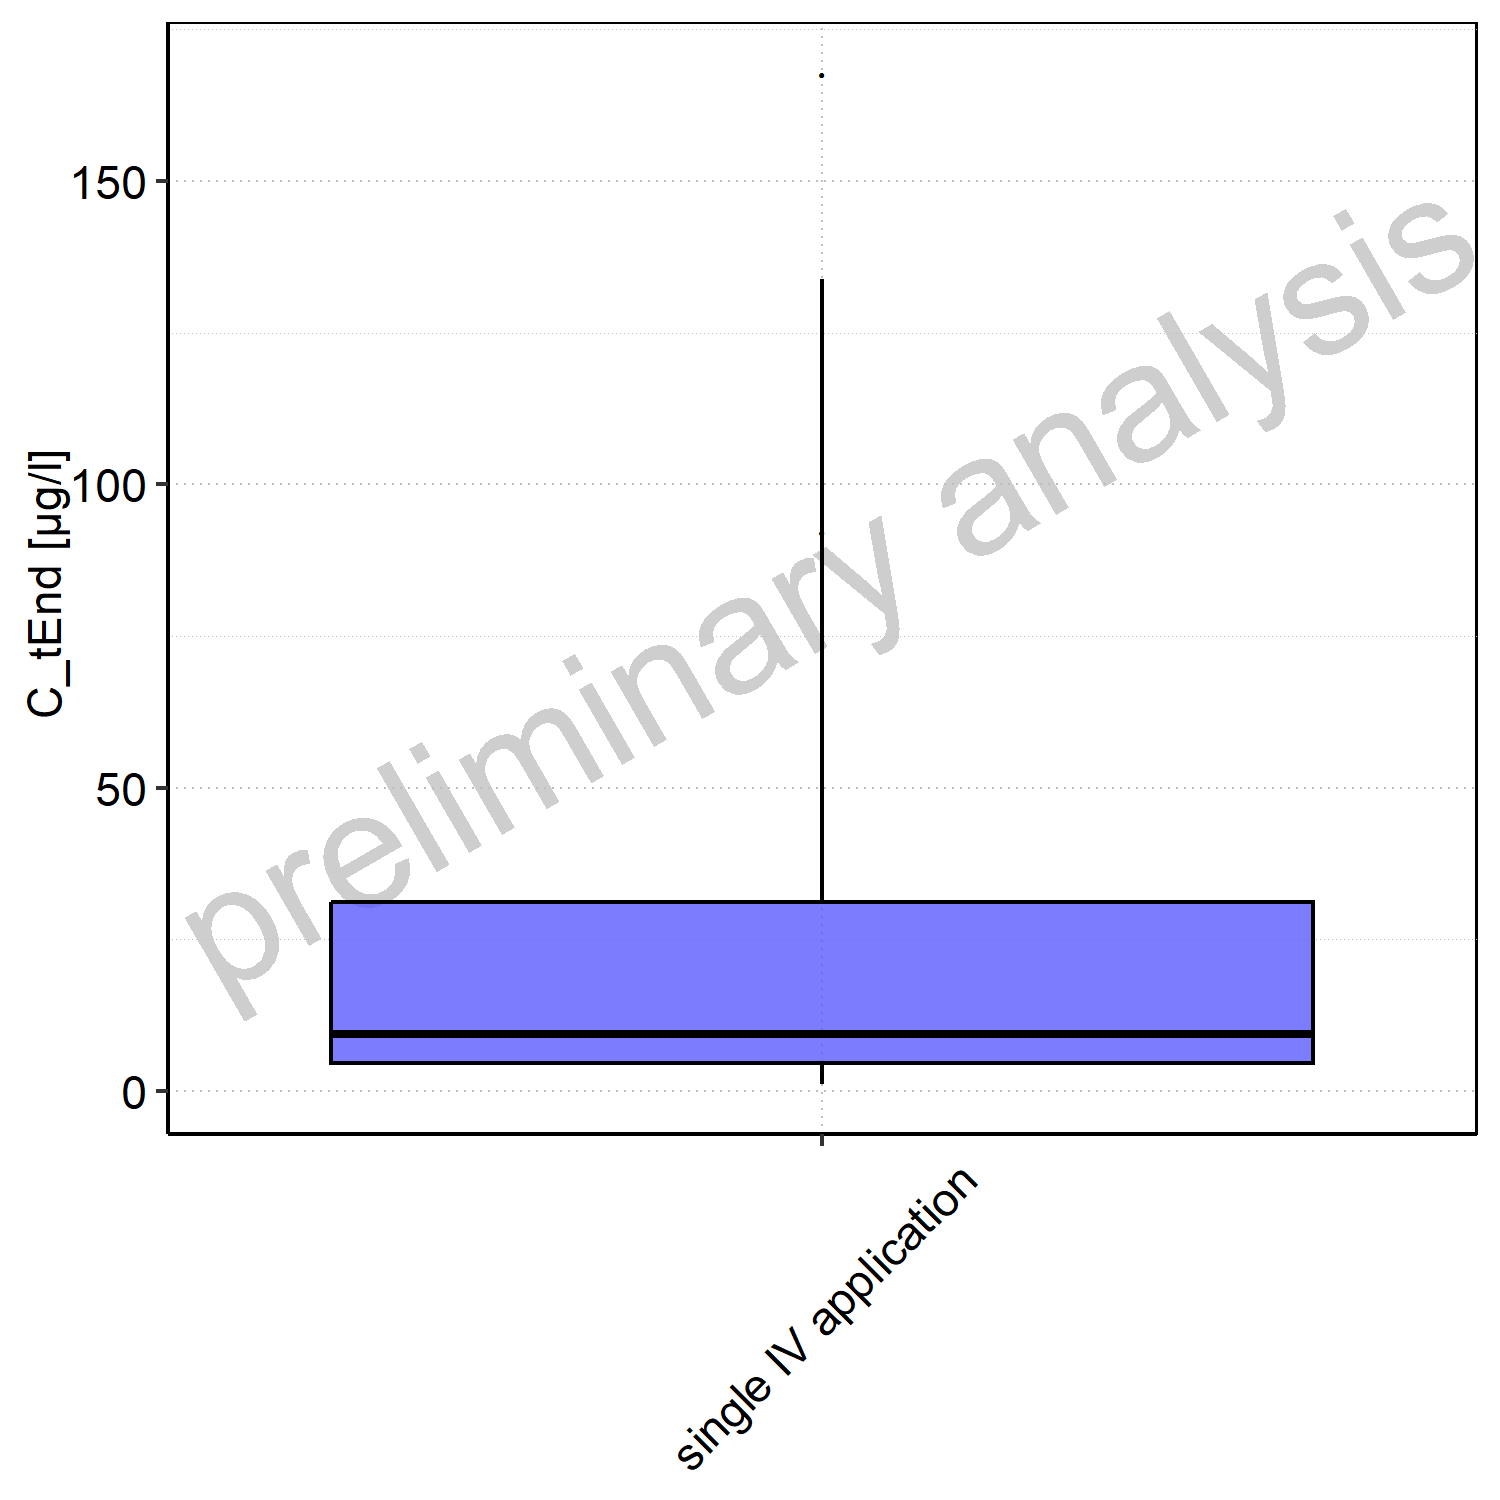 150
100
50
0
C_tEnd [µg/l]
preliminary analysis
single IV application